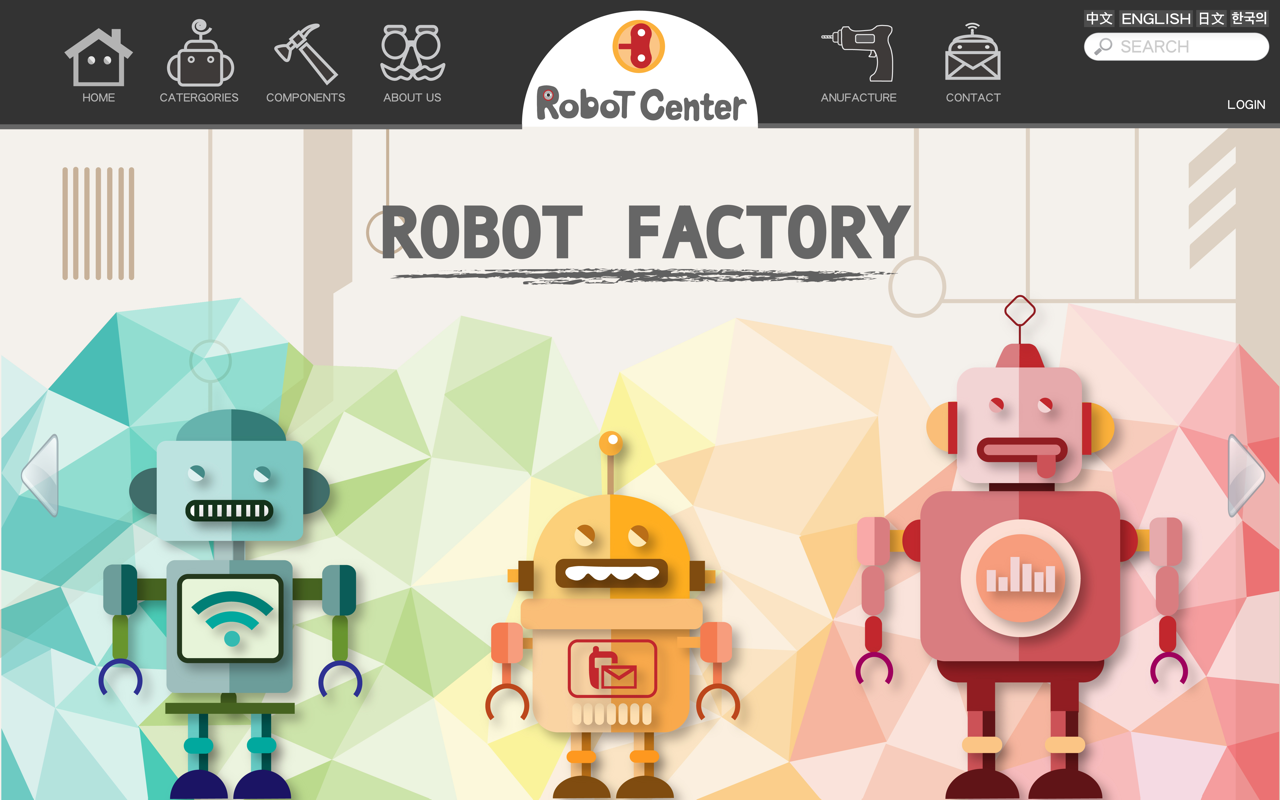 HOME
CATERGORIES
COMPONENTS
ABOUT US
RoboT Center
ANUFACTURE
CONTACT
中文 ENGLISH 日文 한국의
SEARCH
LOGIN
ROBOT FACTORY